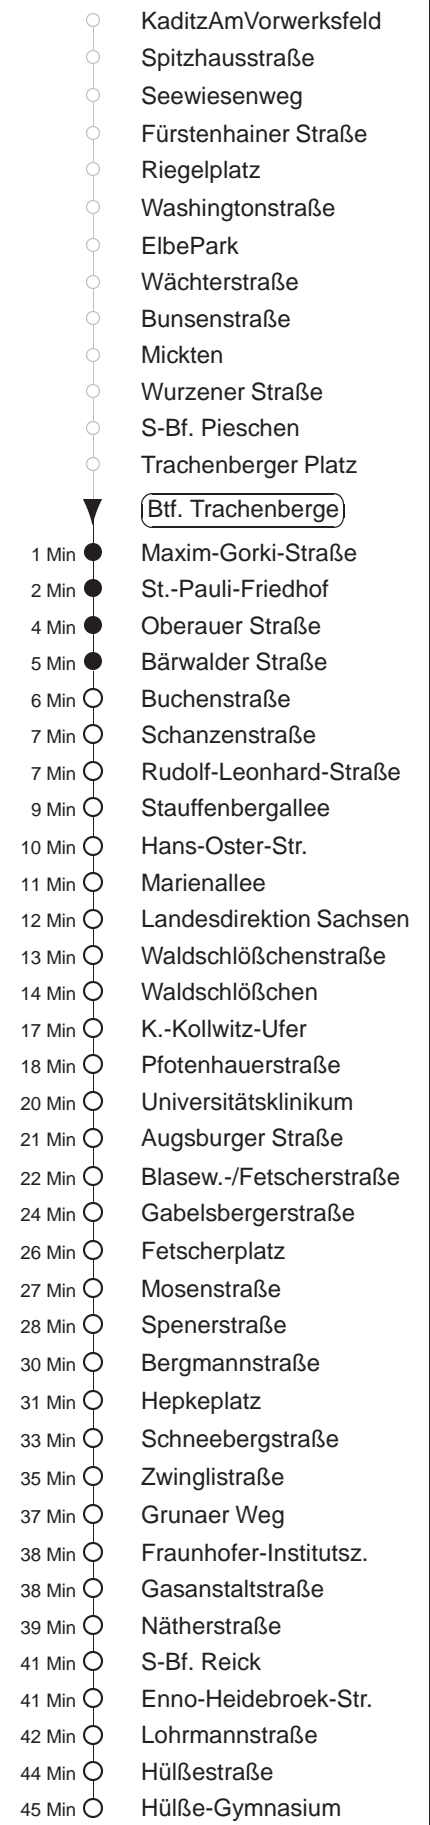 KaditzAmVorwerksfeld
Spitzhausstraße
Seewiesenweg
Fürstenhainer Straße
Riegelplatz
Washingtonstraße
ElbePark
Wächterstraße
Bunsenstraße
Mickten
Wurzener Straße
S-Bf. Pieschen
Trachenberger Platz
Btf. Trachenberge
1 Min Maxim-Gorki-Straße
2 Min St.-Pauli-Friedhof
4 Min Oberauer Straße
5 Min Bärwalder Straße
6 Min Buchenstraße
7 Min Schanzenstraße
7 Min Rudolf-Leonhard-Straße
9 Min Stauffenbergallee
10 Min Hans-Oster-Str.
11 Min Marienallee
12 Min Landesdirektion Sachsen
13 Min Waldschlößchenstraße
14 Min Waldschlößchen
17 Min K.-Kollwitz-Ufer
18 Min Pfotenhauerstraße
20 Min Universitätsklinikum
21 Min Augsburger Straße
22 Min Blasew.-/Fetscherstraße
24 Min Gabelsbergerstraße
26 Min Fetscherplatz
27 Min Mosenstraße
28 Min Spenerstraße
30 Min Bergmannstraße
31 Min Hepkeplatz
33 Min Schneebergstraße
35 Min Zwinglistraße
37 Min Grunaer Weg
38 Min Fraunhofer-Institutsz.
38 Min Gasanstaltstraße
39 Min Nätherstraße
41 Min S-Bf. Reick
41 Min Enno-Heidebroek-Str.
42 Min Lohrmannstraße
44 Min Hülßestraße
45 Min Hülße-Gymnasium